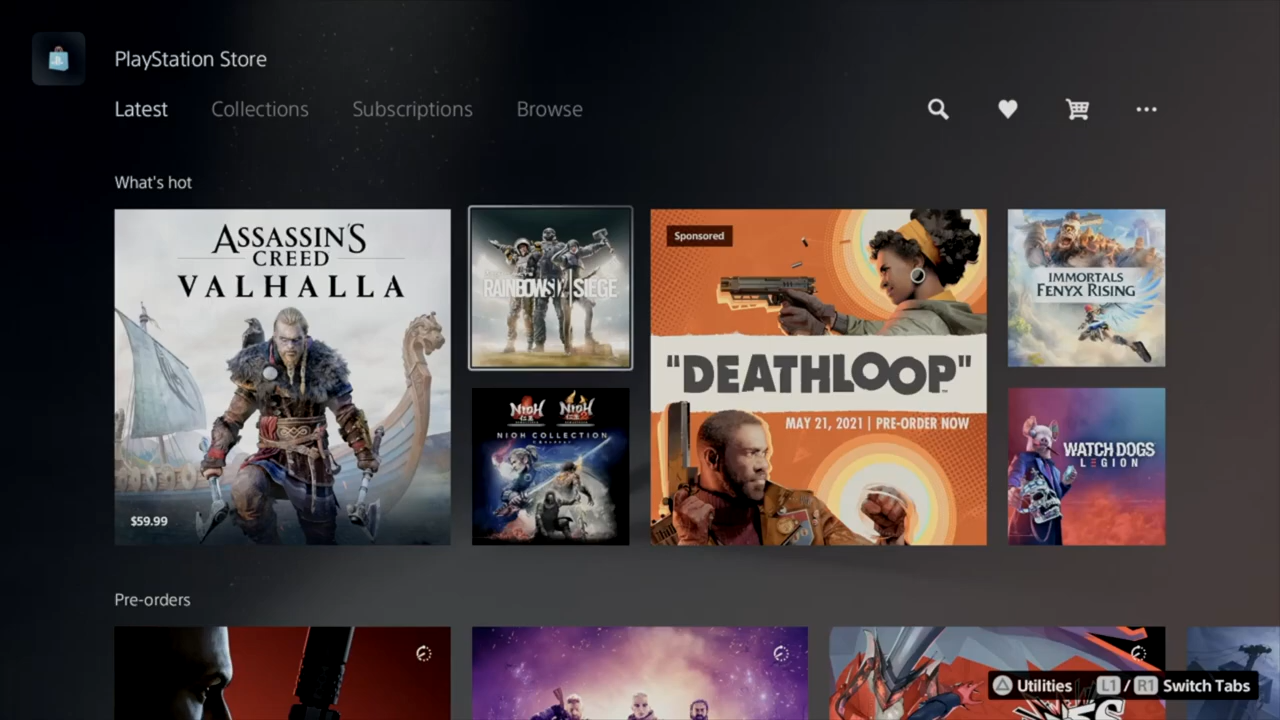 PlayStation Store
Latest
Collections
Subscriptions
Browse
What's hot
ASSASSIN'S
CREED
VALHALLA
$59.99
RAINBOW SIX | SIEGE
NIOH
NIOH
NIOH COLLECTION
Sponsored
"DEATHLOOP"
MAY 21, 2021 | PRE-ORDER NOW
IMMORTALS
FENYX RISING
WATCH DOGS
LEGION
Pre-orders
Utilities
L1 / R1 Switch Tabs